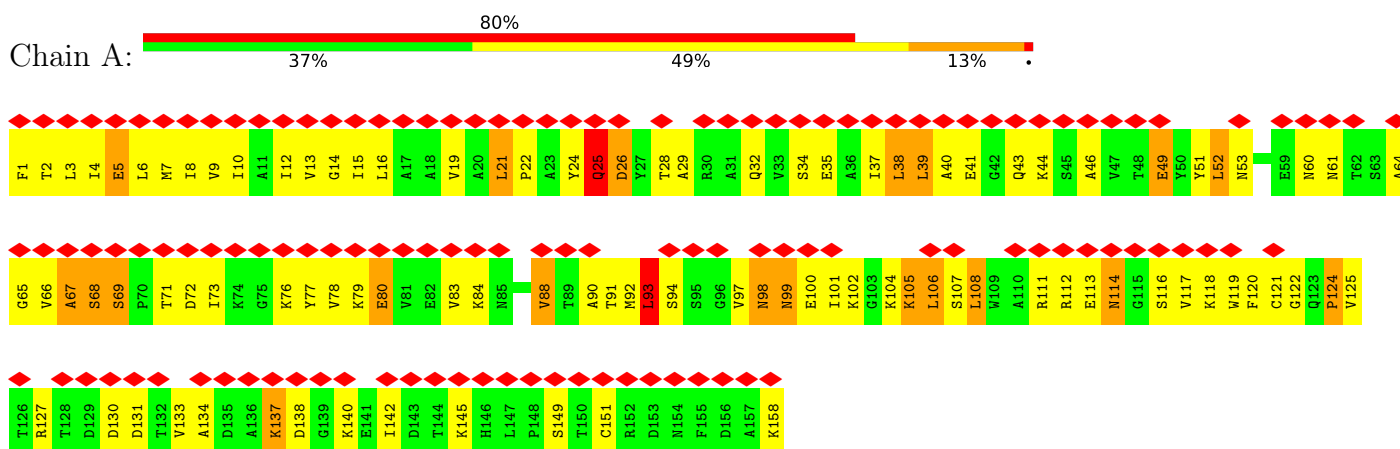 80%
Chain A:
37% 49% 13% •
F1 T2 L3 I4 E5 L6 M7 I8 V9 I10 A11 I12 V13 G14 I15 L16 A17 A18 V19 A20 L21 P22 A23 Y24 Q25 D26 Y27 T28 A29 R30 A31 Q32 V33 S34 E35 A36 I37 L38 L39 A40 E41 G42 Q43 K44 S45 A46 V47 T48 E49 Y50 Y51 L52 N53 E59 N60 N61 T62 S63 A64
G65 V66 A67 S68 S69 P70 T71 D72 I73 K74 G75 K76 Y77 V78 K79 E80 V81 E82 V83 K84 N85 V88 T89 A90 T91 M92 L93 S94 S95 G96 V97 N98 N99 E100 I101 K102 G103 K104 K105 L106 S107 L108 W109 A110 R111 R112 E113 N114 G115 S116 V117 K118 W119 F120 C121 G122 Q123 P124 V125
T126 R127 T128 D129 D130 D131 T132 V133 A134 D135 A136 K137 D138 G139 K140 E141 I142 D143 T144 K145 H146 L147 P148 S149 T150 C151 R152 D153 N154 F155 D156 A157 K158